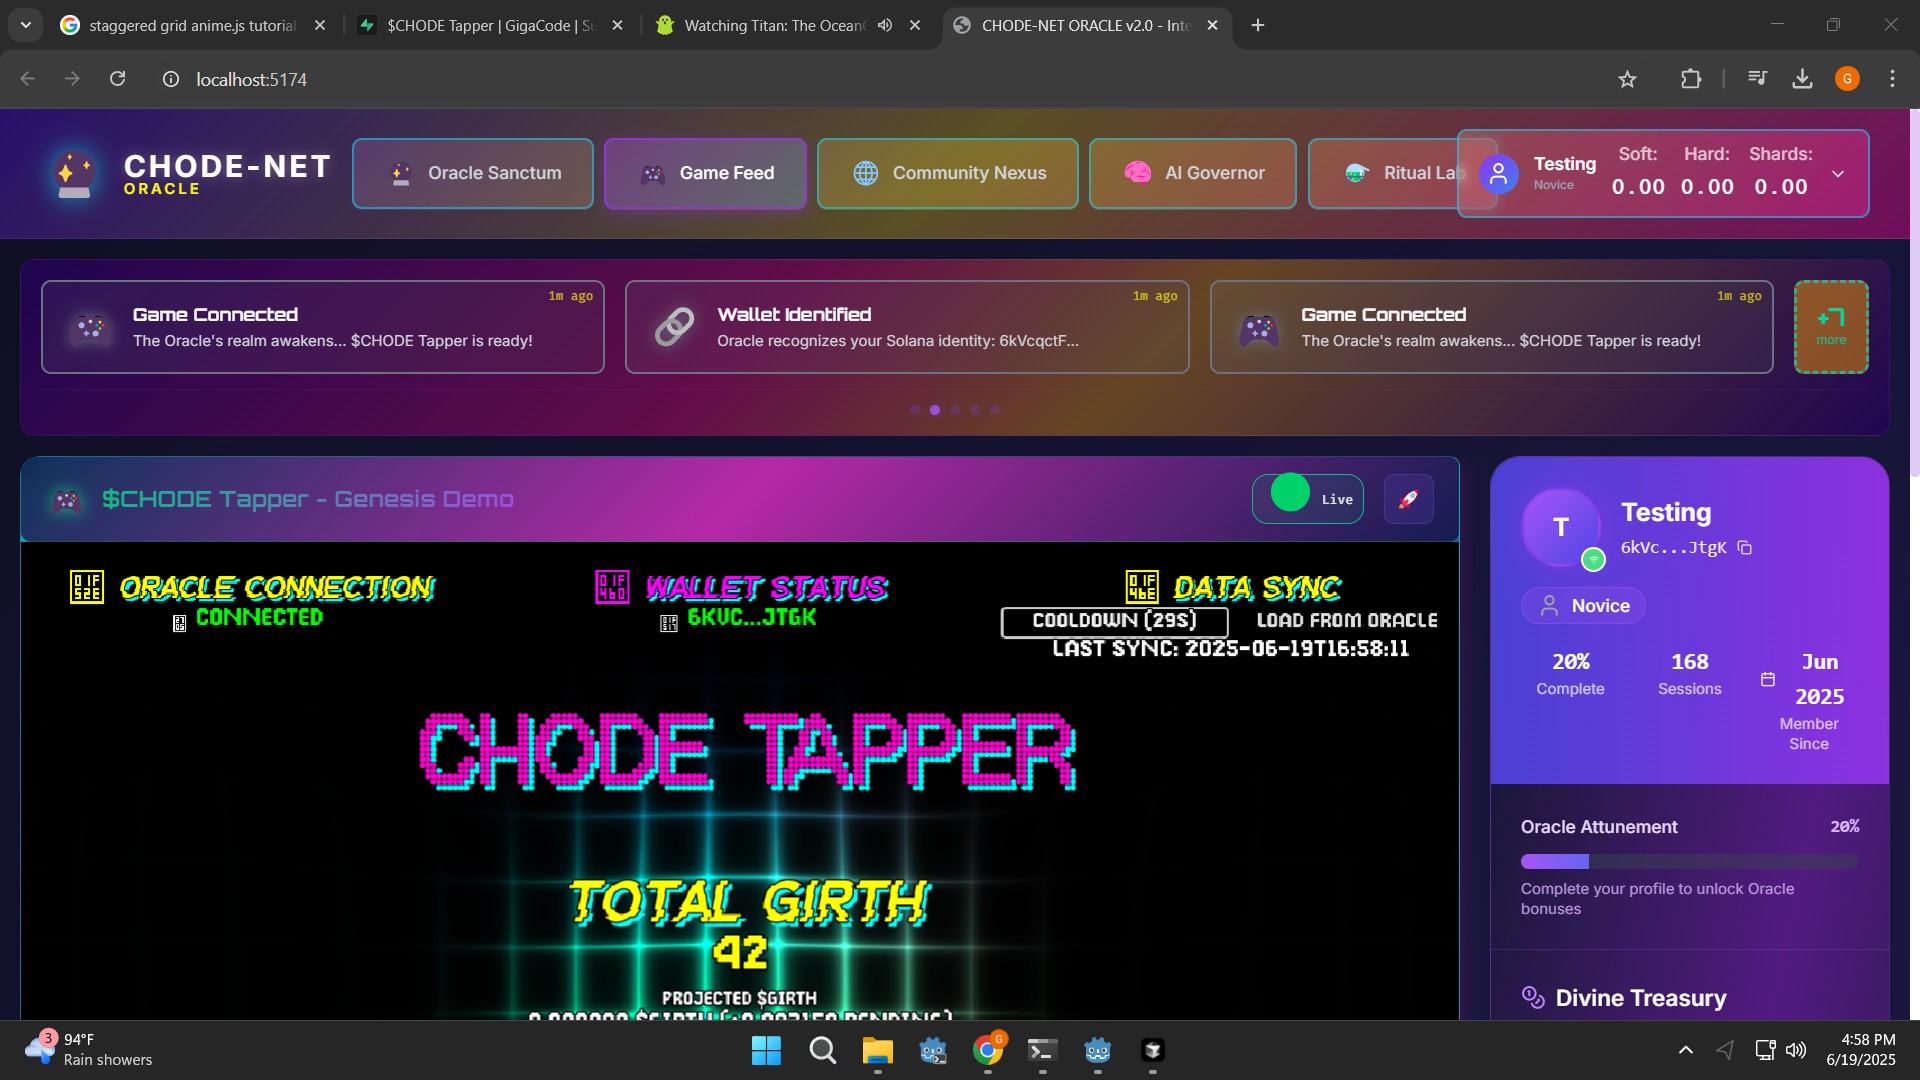 staggered grid anime.js tutorial
$CHODE Tapper | GigaCode | Su
Watching Titan: The OceanG
CHODE-NET ORACLE v2.0 - Inte
localhost:5174
G
CHODE-NET
ORACLE
Oracle Sanctum
Game Feed
Community Nexus
AI Governor
Ritual Lab
Testing
Novice
Soft:
0.00
Hard:
0.00
Shards:
0.00
1m ago
Game Connected
The Oracle's realm awakens... $CHODE Tapper is ready!
1m ago
Wallet Identified
Oracle recognizes your Solana identity: 6kVcqctF...
1m ago
Game Connected
The Oracle's realm awakens... $CHODE Tapper is ready!
+7
more
$CHODE Tapper - Genesis Demo
Live
ORACLE CONNECTION
CONNECTED
WALLET STATUS
6KVC...JTGK
DATA SYNC
COOLDOWN (29S)
LOAD FROM ORACLE
LAST SYNC: 2025-06-19T16:58:11
CHODE TAPPER
TOTAL GIRTH
42
PROJECTED $GIRTH
T
Testing
6kVc...JtgK
Novice
20%
Complete
168
Sessions
Jun
2025
Member
Since
Oracle Attunement
20%
Complete your profile to unlock Oracle
bonuses
Divine Treasury
3
94°F
Rain showers
G
4:58 PM
6/19/2025